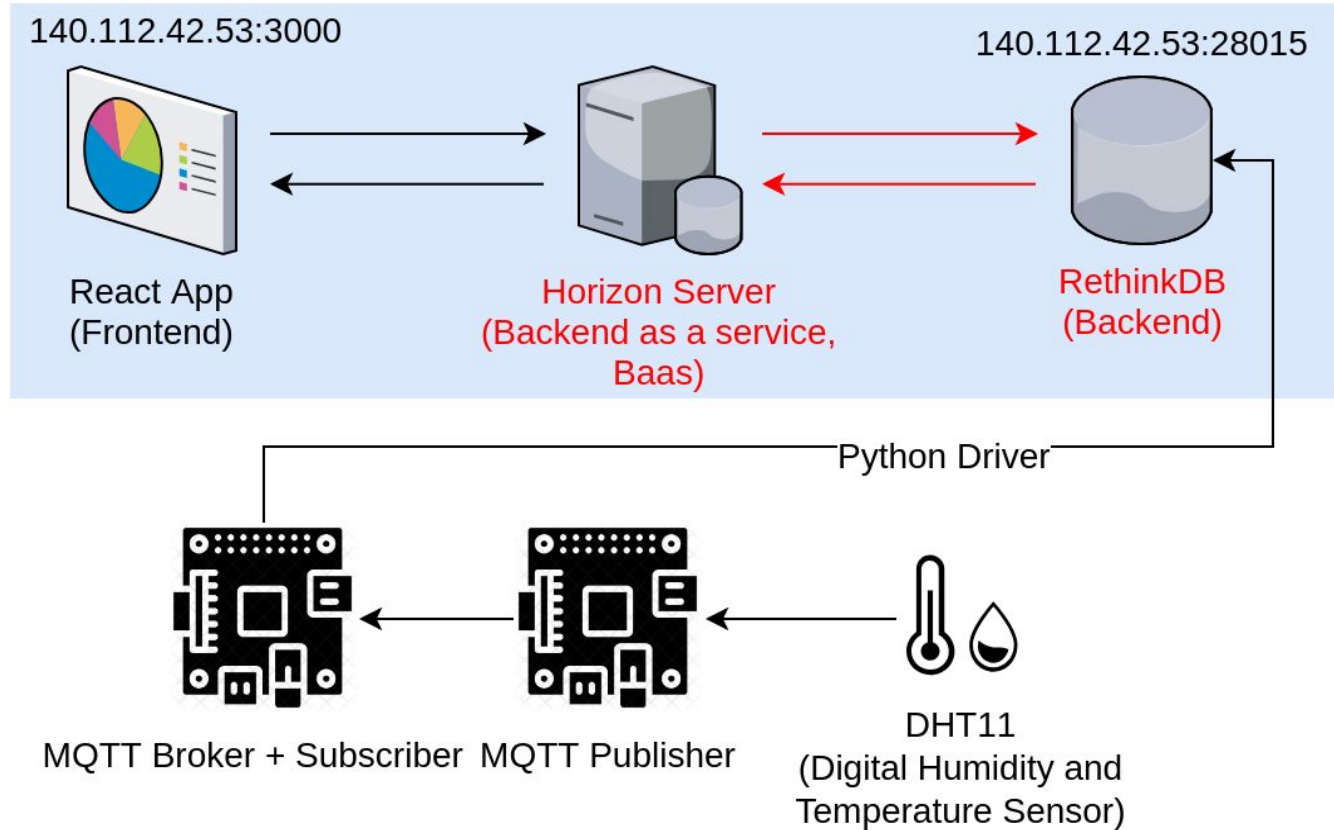 140.112.42.53:3000
140.112.42.53:28015
React App
(Frontend)
Horizon Server
(Backend as a service,
Baas)
RethinkDB
(Backend)
Python Driver
MQTT Broker + Subscriber
MQTT Publisher
DHT11
(Digital Humidity and
Temperature Sensor)